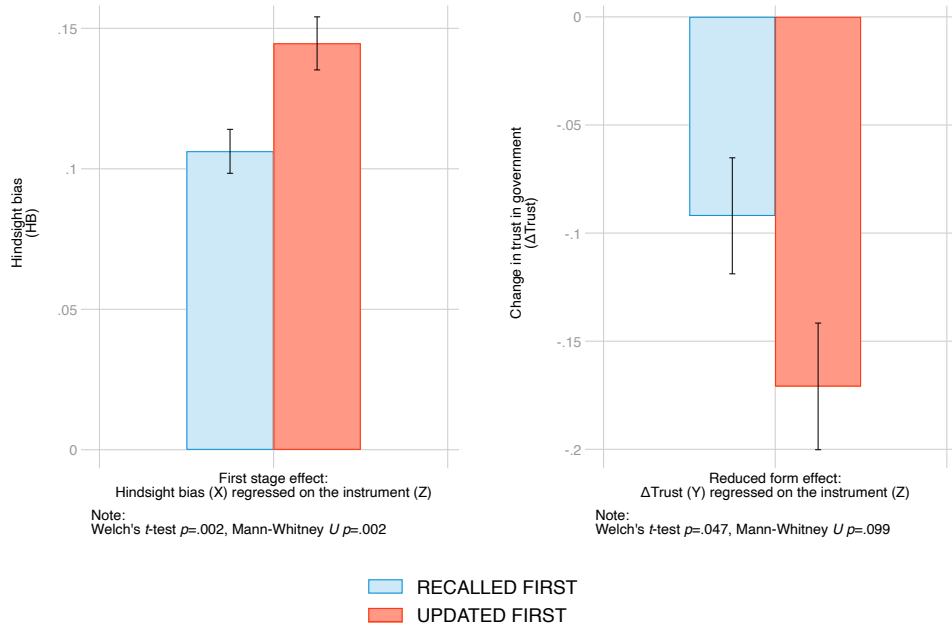 Hindsight bias
(HB)
.15
.1
.05
0
First stage effect:
Hindsight bias (X) regressed on the instrument (Z)
Note:
Welch's t-test p=.002, Mann-Whitney U p=.002
Change in trust in government
(ΔTrust)
0
-.05
-.1
-.15
-.2
Reduced form effect:
ΔTrust (Y) regressed on the instrument (Z)
Note:
Welch's t-test p=.047, Mann-Whitney U p=.099
RECALLED FIRST
UPDATED FIRST